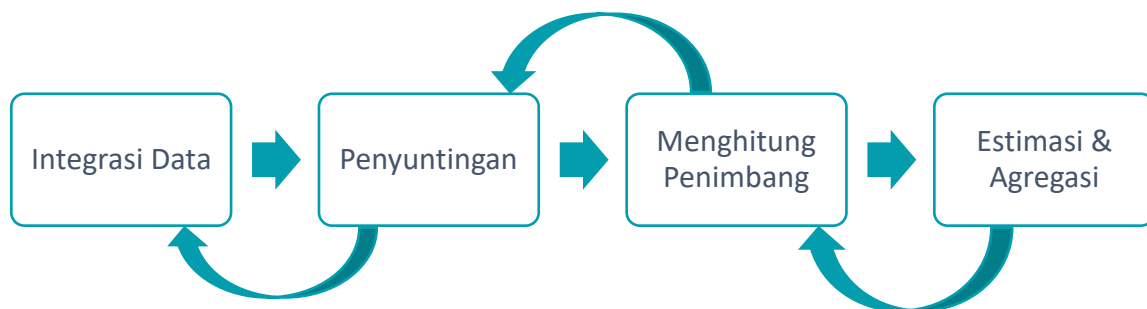 Integrasi Data
Penyuntingan
Menghitung
Penimbang
Estimasi &
Agregasi